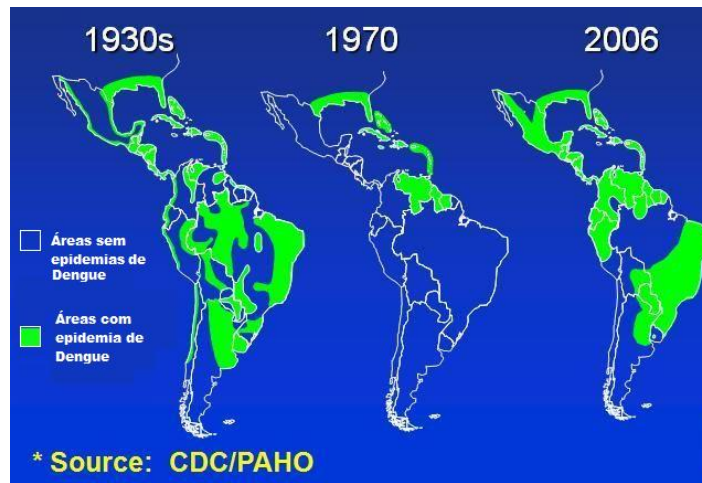 1930s 1970 2006
Áreas sem
epidemias de
Dengue
Áreas com
epidemia de
Dengue
* Source: CDC/PAHO